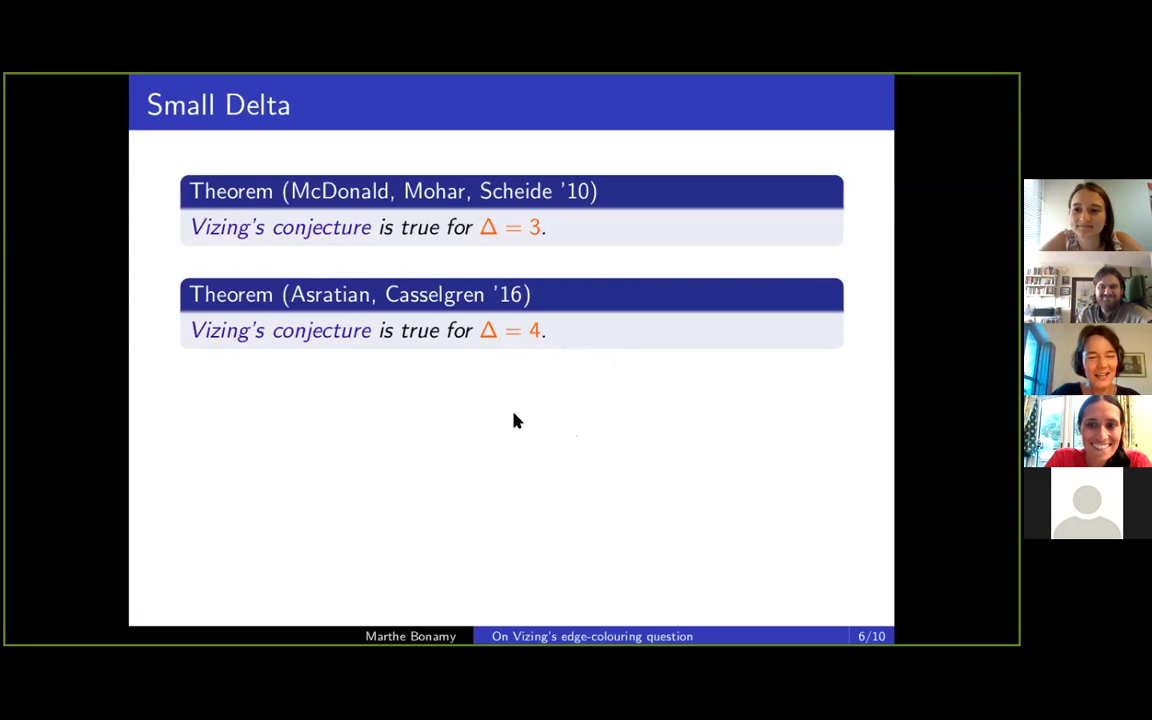 Small Delta
Theorem (McDonald, Mohar, Scheide '10)
Vizing's conjecture is true for Δ = 3.
Theorem (Asratian, Casselgren '16)
Vizing's conjecture is true for Δ = 4.
Marthe Bonamy
On Vizing's edge-colouring question
6/10